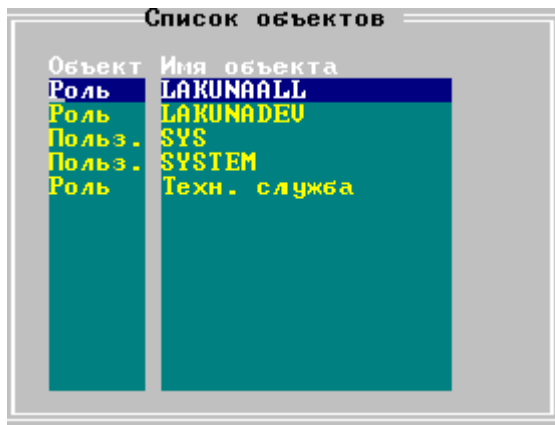 Список объектов
Объект Имя объекта
Роль LAKUNAALL
Роль LAKUNADEV
Польз. SYS
Польз. SYSTEM
Роль Техн. служба